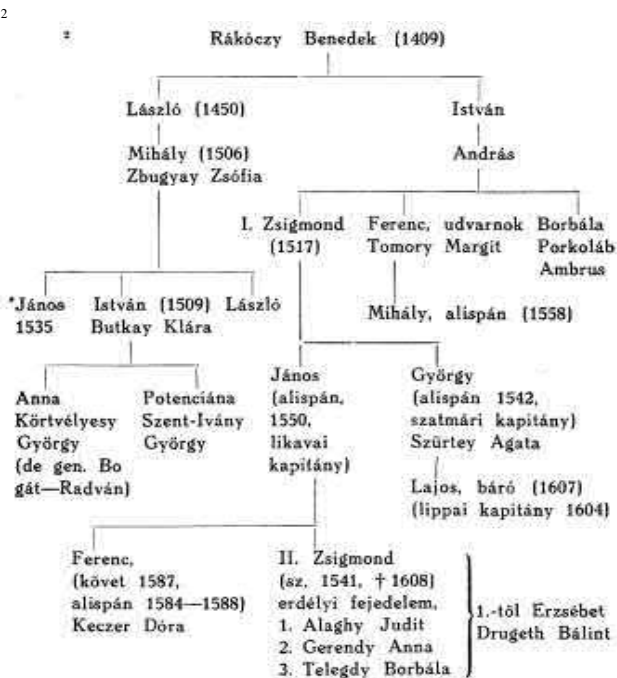 2
*
Rákóczy Benedek (1409)
László (1450)
István
Mihály (1506)
Zbugyay Zsófia
András
I. Zsigmond
(1517)
Ferenc, udvarnok
Tomory Margit
Borbála
Porkoláb
Ambrus
*János
1535
István (1509)
Butkay Klára
László
Mihály, alispán (1558)
Anna
Körtvélyesy
György
(de gen. Bo
gát—Radván)
Potenciána
Szent-Ivány
György
János
(alispán,
1550,
likavai
kapitány)
György
(alispán 1542,
szatmári kapitány)
Szürtey Agata
Lajos, báró (1607)
(lippai kapitány 1604)
Ferenc,
(követ 1587,
alispán 1584—1588)
Keczer Dóra
II. Zsigmond
(sz. 1541, † 1608)
erdélyi fejedelem,
1. Alaghy Judit
2. Gerendy Anna
3. Telegdy Borbála
1.-től Erzsébet
Drugeth Bálint